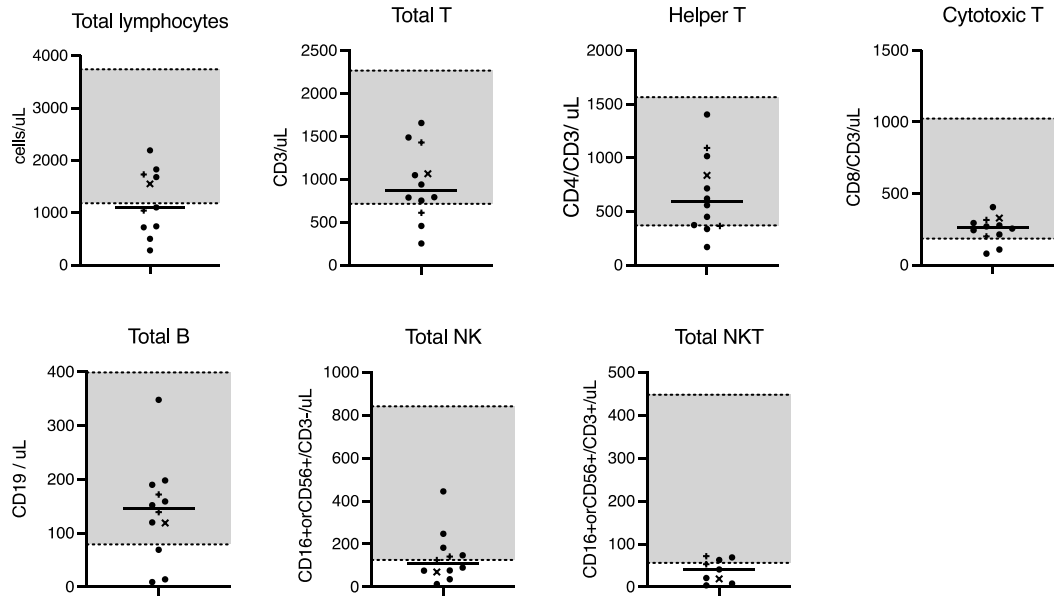 Total lymphocytes
cells/uL
4000
3000
2000
1000
0
Total T
CD3/uL
2500
2000
1500
1000
500
0
Helper T
CD4/CD3/ uL
2000
1500
1000
500
0
Cytotoxic T
CD8/CD3/uL
1500
1000
500
0
Total B
CD19 / uL
400
300
200
100
0
Total NK
CD16+orCD56+/CD3-/uL
1000
800
600
400
200
0
Total NKT
CD16+orCD56+/CD3+/uL
500
400
300
200
100
0